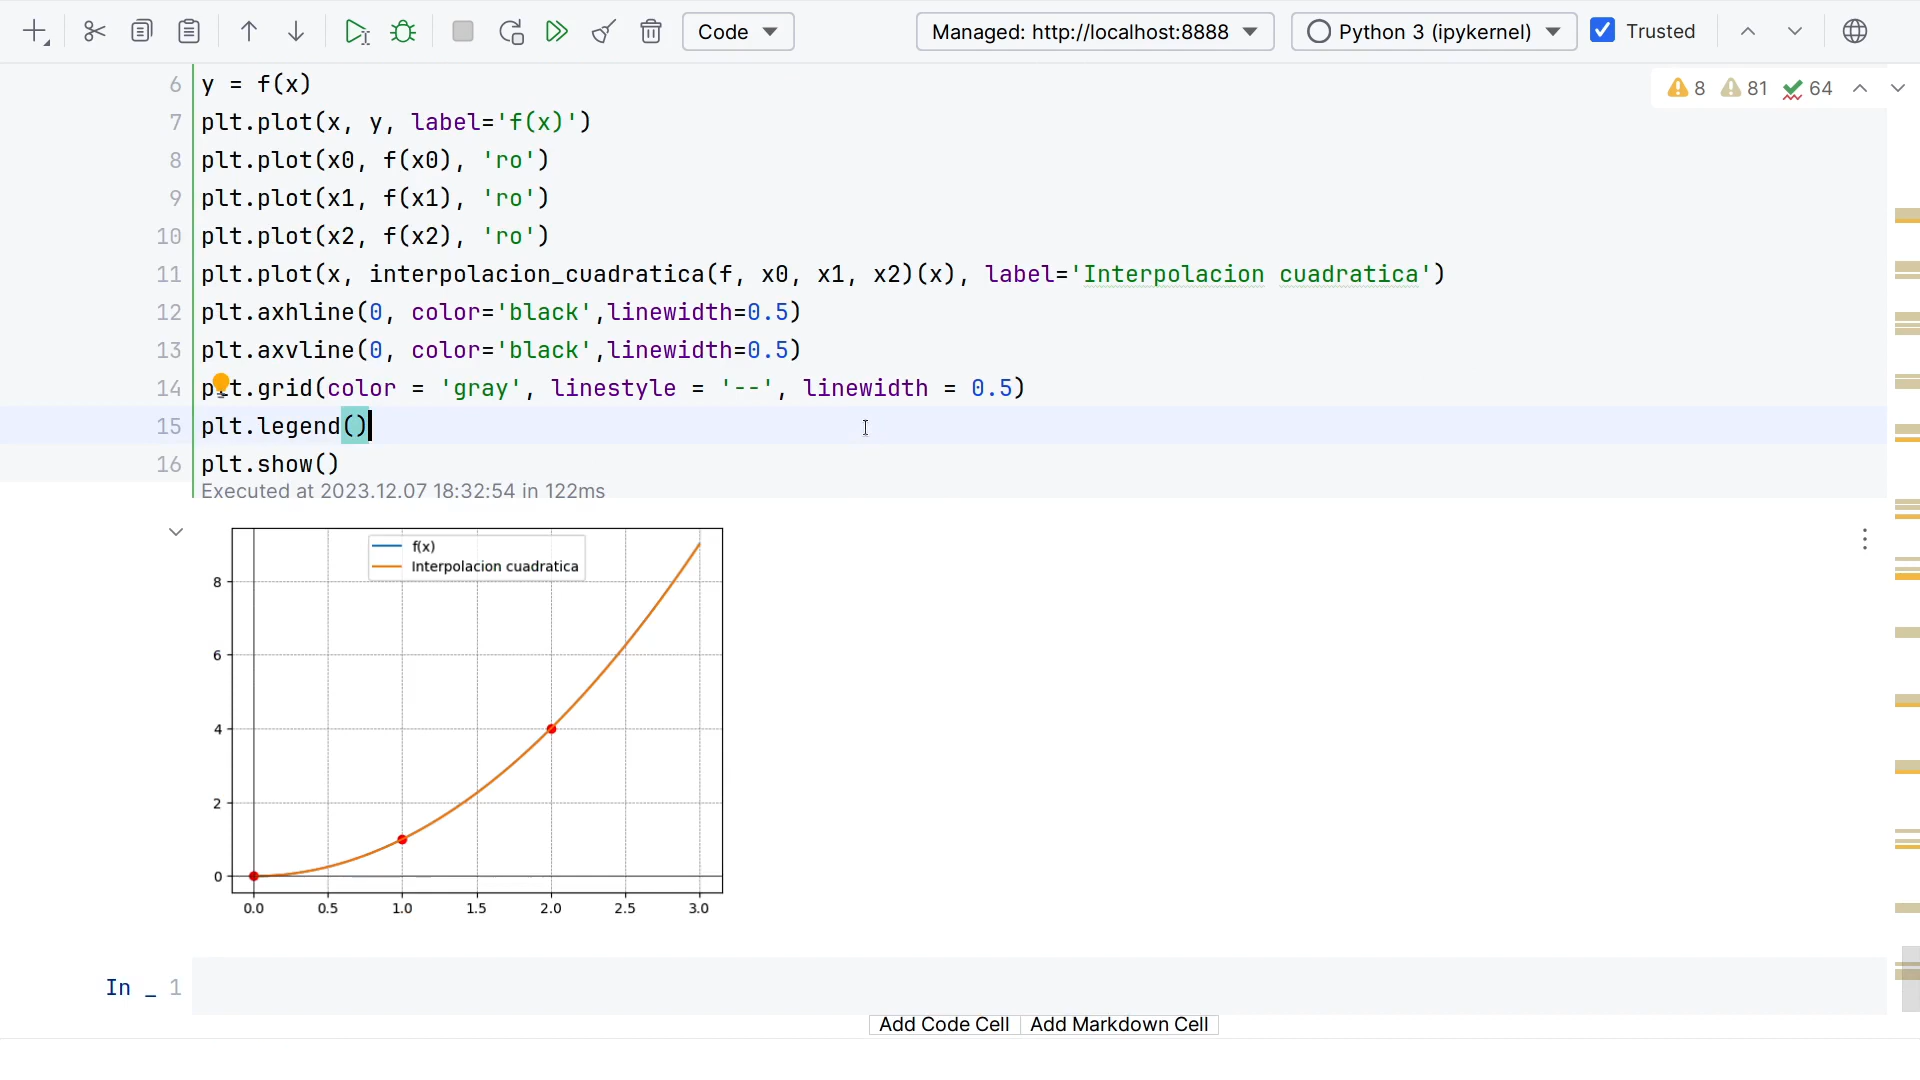 Code
Managed: http://localhost:8888
Python 3 (ipykernel)
Trusted
8 81 64
6 y = f(x)
7 plt.plot(x, y, label='f(x)')
8 plt.plot(x0, f(x0), 'ro')
9 plt.plot(x1, f(x1), 'ro')
10 plt.plot(x2, f(x2), 'ro')
11 plt.plot(x, interpolacion_cuadratica(f, x0, x1, x2)(x), label='Interpolacion cuadratica')
12 plt.axhline(0, color='black',linewidth=0.5)
13 plt.axvline(0, color='black',linewidth=0.5)
14 plt.grid(color = 'gray', linestyle = '--', linewidth = 0.5)
15 plt.legend()
16 plt.show()
Executed at 2023.12.07 18:32:54 in 122ms
f(x)
Interpolacion cuadratica
8
6
4
2
0
0.0 0.5 1.0 1.5 2.0 2.5 3.0
In _ 1
Add Code Cell Add Markdown Cell